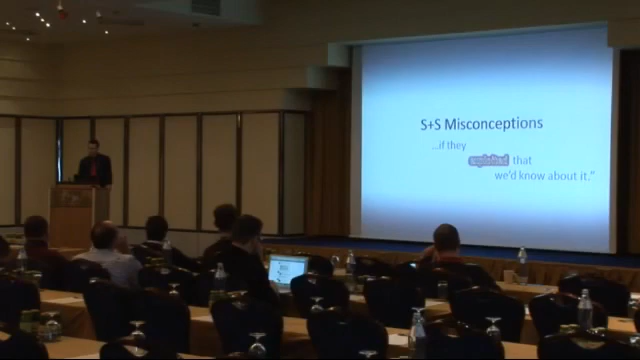 S+S Misconceptions
...if they
exploited that
we'd know about it."